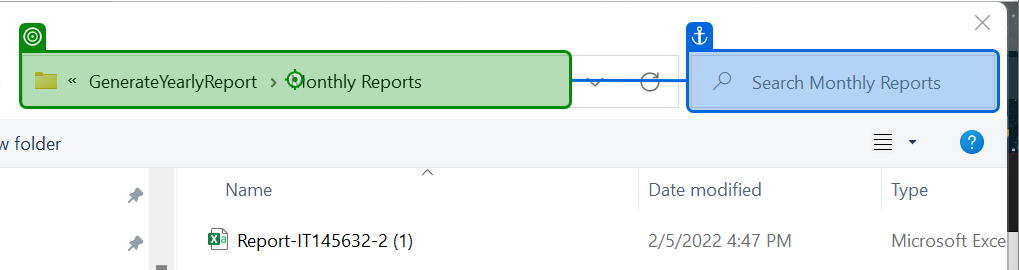 « GenerateYearlyReport > Monthly Reports
Search Monthly Reports
w folder
?
Name
Date modified
Type
Report-IT145632-2 (1)
2/5/2022 4:47 PM
Microsoft Exce